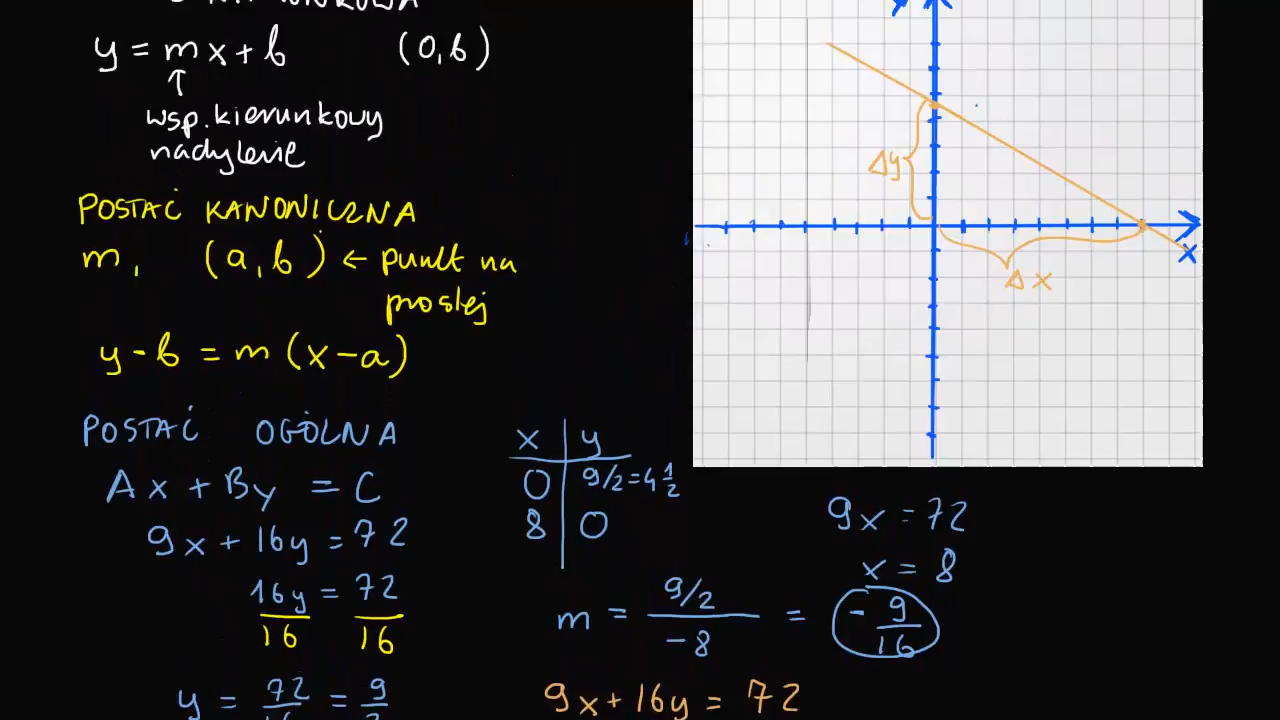 y = mx + b (0,b)
↑
wsp. kierunkowy
nachylenie
POSTAĆ KANONICZNA
m, (a,b) ← punkt na
prostej
y - b = m (x - a)
POSTAĆ OGÓLNA
Ax + By = C
9x + 16y = 72
16y = 72
16 16
y = 72 = 9
x y
0 9/2 = 4 1/2
8 0
9x = 72
x = 8
m = 9/2 / -8 = - 9/16
9x + 16y = 72
Δy
Δx
x